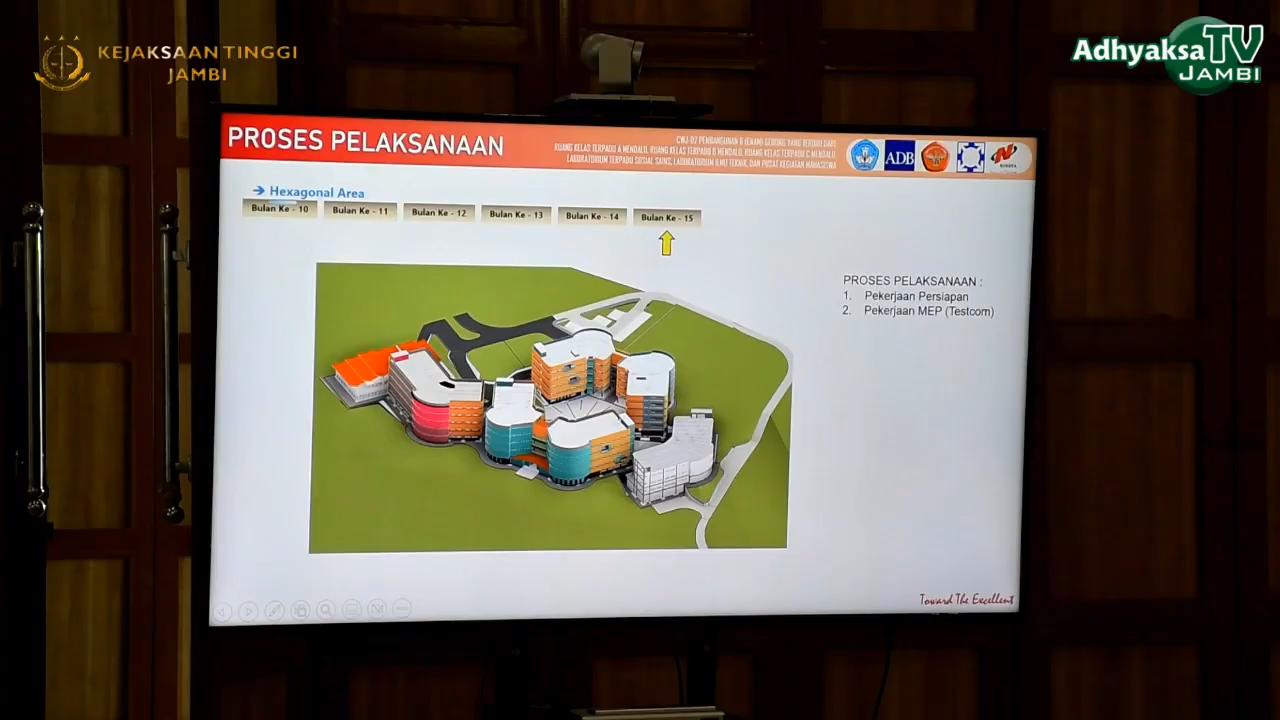 KEJAKSAAN TINGGI
JAMBI
AdhyaksaTV
JAMBI
PROSES PELAKSANAAN
CWJ-02 PEMBANGUNAN 6 (ENAM) GEDUNG YANG TERDIRI DARI
RUANG KELAS TERPADU A MENDALO, RUANG KELAS TERPADU B MENDALO, RUANG KELAS TERPADU C MENDALO,
LABORATORIUM TERPADU SOSIAL SAINS, LABORATORIUM ILMU TEKNIK, DAN PUSAT KEGIATAN MAHASISWA
ADB
→ Hexagonal Area
Bulan Ke - 10
Bulan Ke - 11
Bulan Ke - 12
Bulan Ke - 13
Bulan Ke - 14
Bulan Ke - 15
PROSES PELAKSANAAN :
1. Pekerjaan Persiapan
2. Pekerjaan MEP (Testcom)
Toward The Excellent